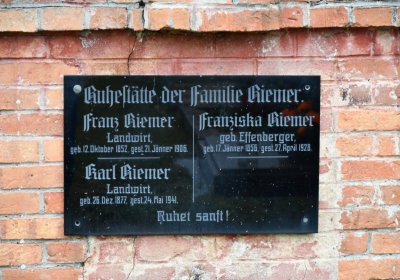 Ruhestätte der Familie Riemer
Franz Riemer
Landwirt,
geb. 12. Oktober 1852, gest. 21. Jänner 1906.
Franziska Riemer
geb. Effenberger,
geb. 17. Jänner 1856, gest. 27. April 1928.
Karl Riemer
Landwirt,
geb. 26. Dez. 1877, gest. 24. Mai 1941.
Ruhet sanft!